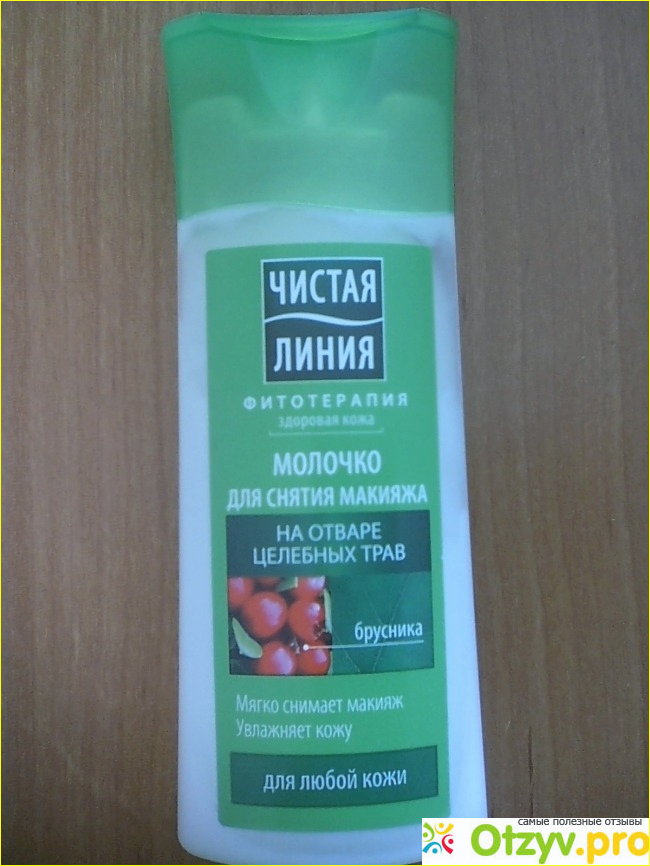 ЧИСТАЯ
ЛИНИЯ
ФИТОТЕРАПИЯ
здоровая кожа
МОЛОЧКО
ДЛЯ СНЯТИЯ МАКИЯЖА
НА ОТВАРЕ
ЦЕЛЕБНЫХ ТРАВ
брусника
Мягко снимает макияж
Увлажняет кожу
для любой кожи
самые полезные отзывы
Otzyv.pro